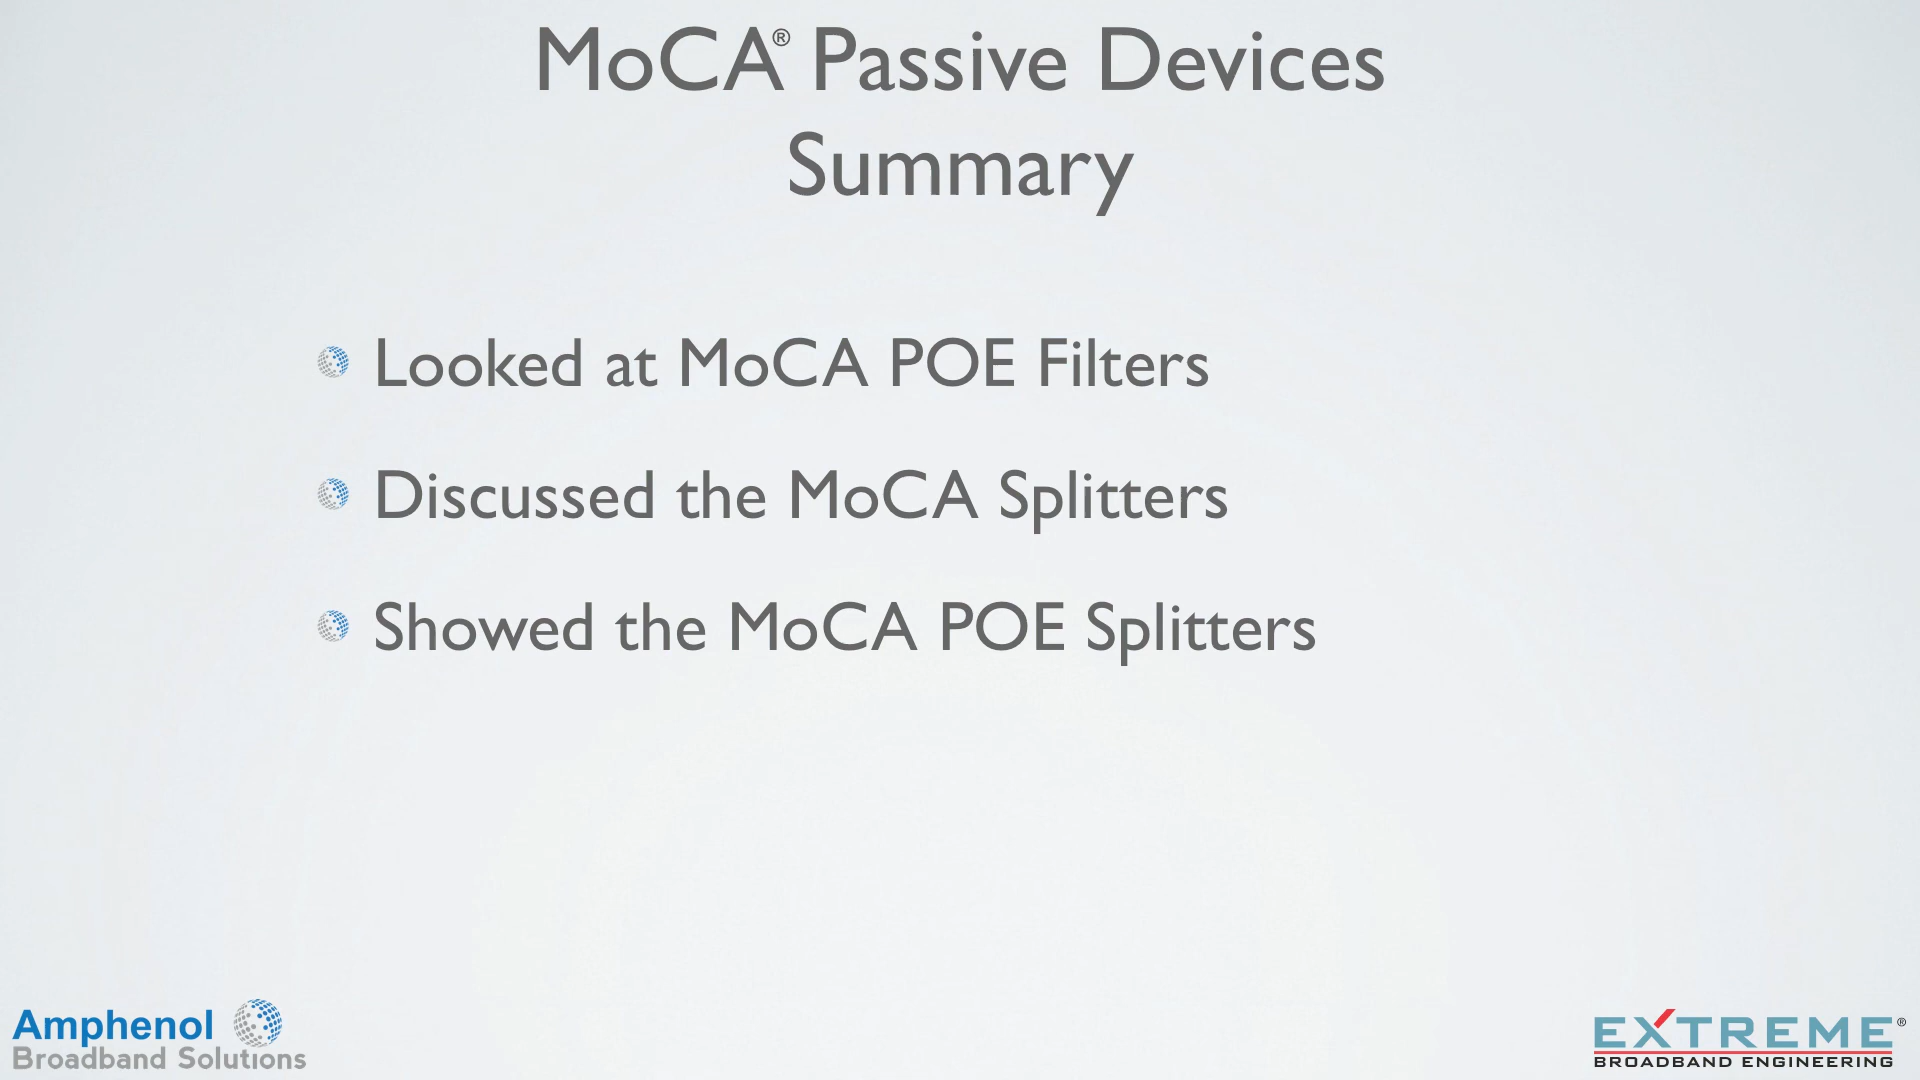 MoCA® Passive Devices
Summary
Looked at MoCA POE Filters
Discussed the MoCA Splitters
Showed the MoCA POE Splitters
Amphenol
Broadband Solutions
EXTREME®
BROADBAND ENGINEERING